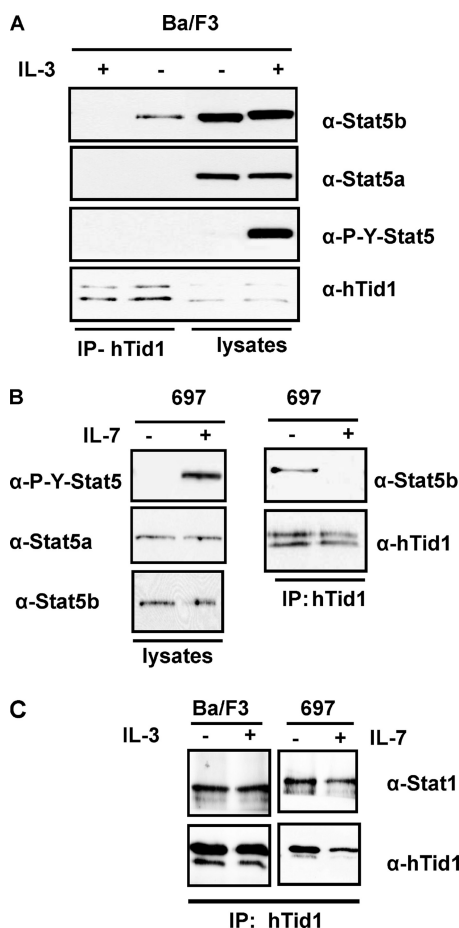 A
Ba/F3
IL-3 + - - +
α-Stat5b
α-Stat5a
α-P-Y-Stat5
α-hTid1
IP- hTid1 lysates
B
697 697
IL-7 - + - +
α-P-Y-Stat5 α-Stat5b
α-Stat5a α-hTid1
α-Stat5b IP: hTid1
lysates
C
Ba/F3 697
IL-3 - + - + IL-7
α-Stat1
α-hTid1
IP: hTid1